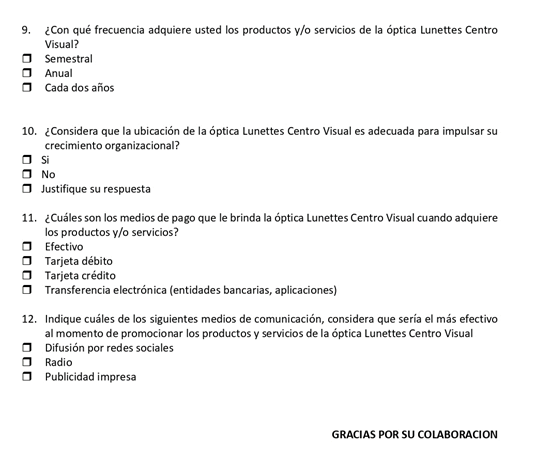 9. ¿Con qué frecuencia adquiere usted los productos y/o servicios de la óptica Lunettes Centro
Visual?
❒ Semestral
❒ Anual
❒ Cada dos años
10. ¿Considera que la ubicación de la óptica Lunettes Centro Visual es adecuada para impulsar su
crecimiento organizacional?
❒ Si
❒ No
❒ Justifique su respuesta
11. ¿Cuáles son los medios de pago que le brinda la óptica Lunettes Centro Visual cuando adquiere
los productos y/o servicios?
❒ Efectivo
❒ Tarjeta débito
❒ Tarjeta crédito
❒ Transferencia electrónica (entidades bancarias, aplicaciones)
12. Indique cuáles de los siguientes medios de comunicación, considera que sería el más efectivo
al momento de promocionar los productos y servicios de la óptica Lunettes Centro Visual
❒ Difusión por redes sociales
❒ Radio
❒ Publicidad impresa
GRACIAS POR SU COLABORACION